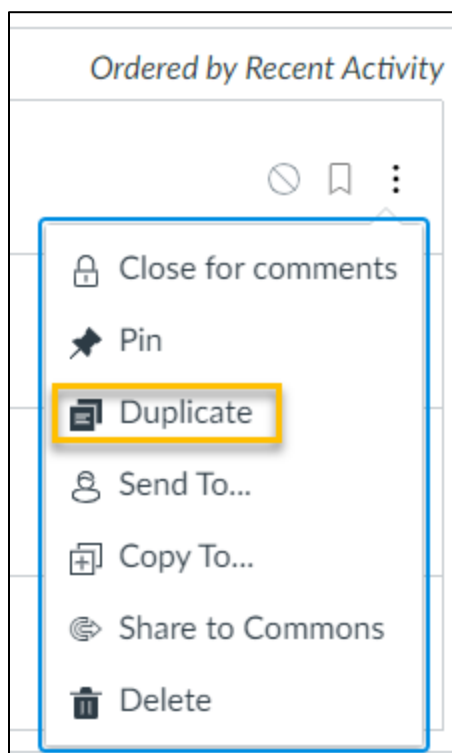 Ordered by Recent Activity
Close for comments
Pin
Duplicate
Send To...
Copy To...
Share to Commons
Delete